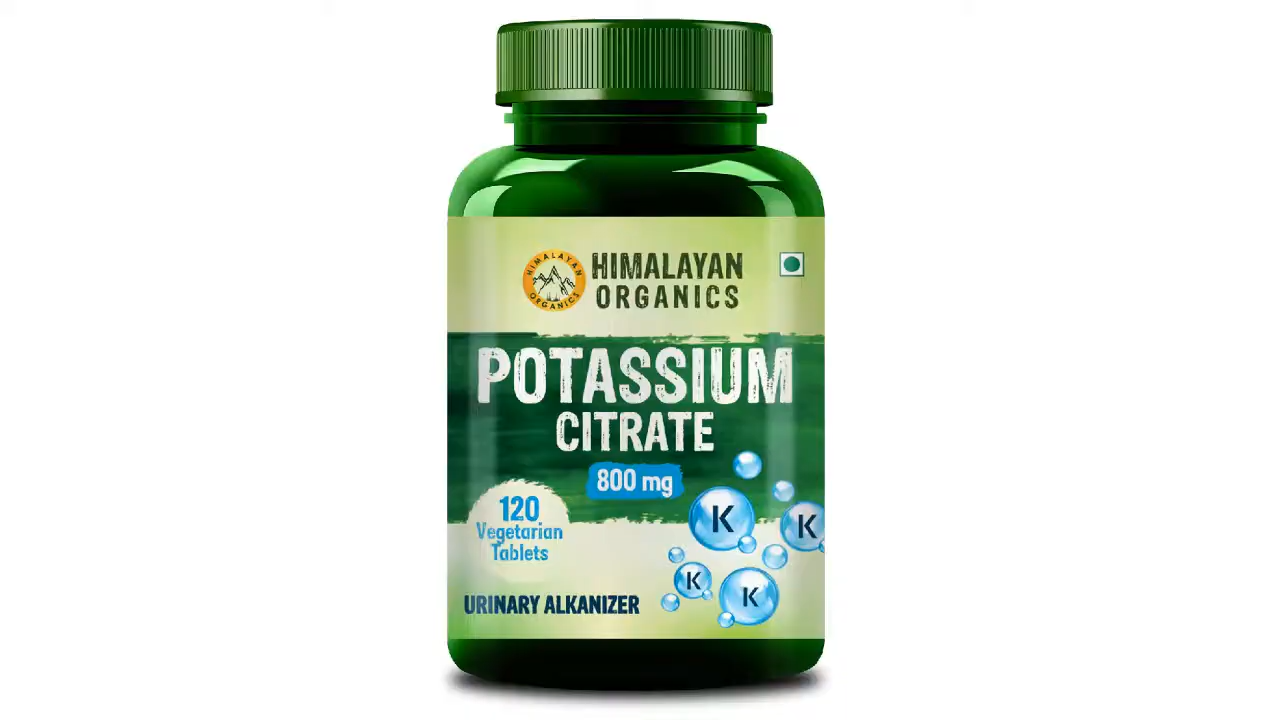 HIMALAYAN
ORGANICS
HIMALAYAN
ORGANICS
POTASSIUM
CITRATE
800 mg
120
Vegetarian
Tablets
K
K
K
K
URINARY ALKANIZER